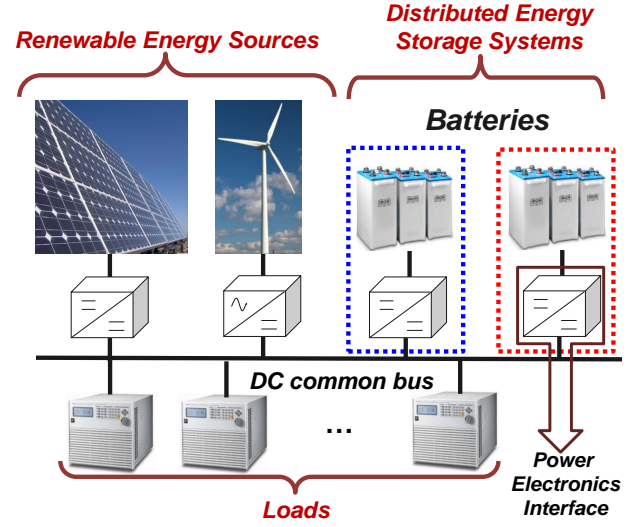 Renewable Energy Sources
Distributed Energy
Storage Systems
Batteries
DC common bus
...
Loads
Power
Electronics
Interface